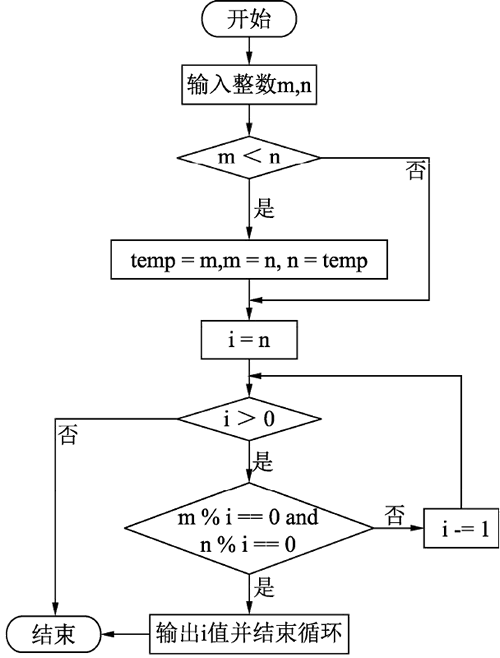 开始
输入整数m,n
m < n
否
是
temp = m,m = n, n = temp
i = n
i > 0
否
是
m % i == 0 and
n % i == 0
否
i -= 1
是
输出i值并结束循环
结束